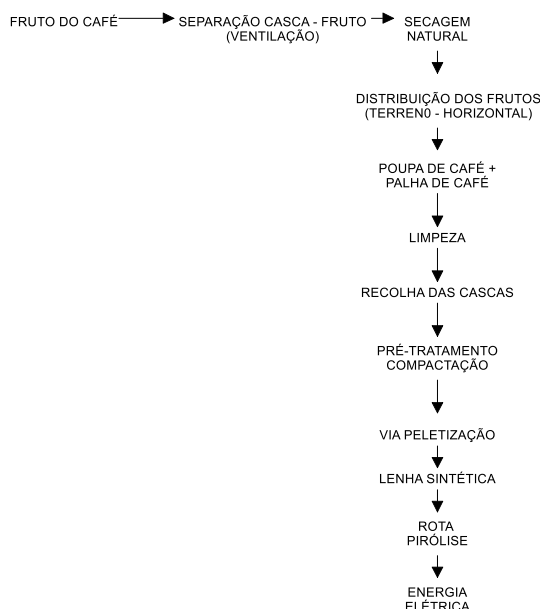 FRUTO DO CAFÉ
SEPARAÇÃO CASCA - FRUTO
(VENTILAÇÃO)
SECAGEM
NATURAL
DISTRIBUIÇÃO DOS FRUTOS
(TERREN0 - HORIZONTAL)
POUPA DE CAFÉ +
PALHA DE CAFÉ
LIMPEZA
RECOLHA DAS CASCAS
PRÉ-TRATAMENTO
COMPACTAÇÃO
VIA PELETIZAÇÃO
LENHA SINTÉTICA
ROTA
PIRÓLISE
ENERGIA
ELÉTRICA